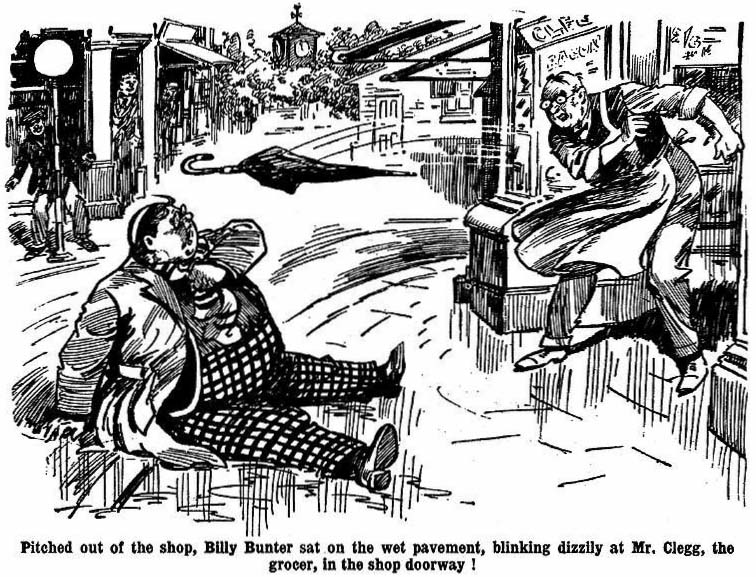 BACON
Pitched out of the shop, Billy Bunter sat on the wet pavement, blinking dizzily at Mr. Clegg, the
grocer, in the shop doorway !